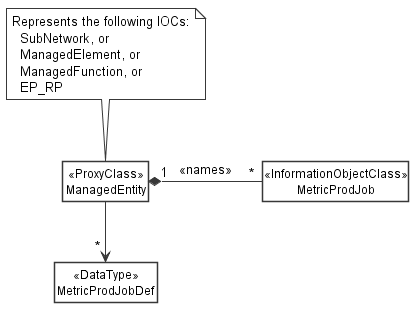 Represents the following IOCs:
SubNetwork, or
ManagedElement, or
ManagedFunction, or
EP_RP
«ProxyClass»
ManagedEntity
1 «names» *
«InformationObjectClass»
MetricProdJob
*
«DataType»
MetricProdJobDef